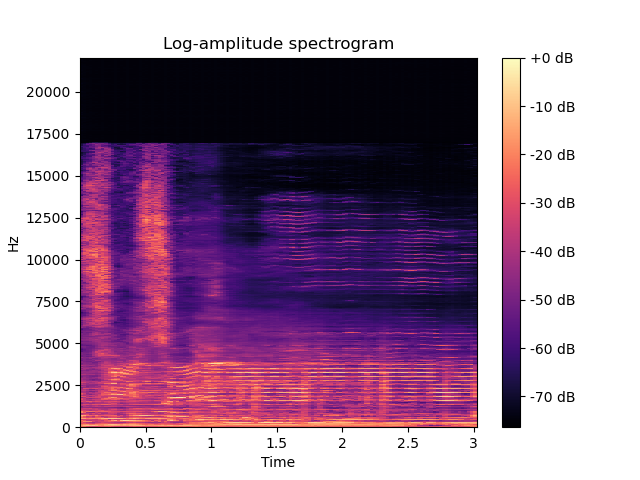 Log-amplitude spectrogram
Hz
20000
17500
15000
12500
10000
7500
5000
2500
0
0 0.5 1 1.5 2 2.5 3
Time
+0 dB
-10 dB
-20 dB
-30 dB
-40 dB
-50 dB
-60 dB
-70 dB